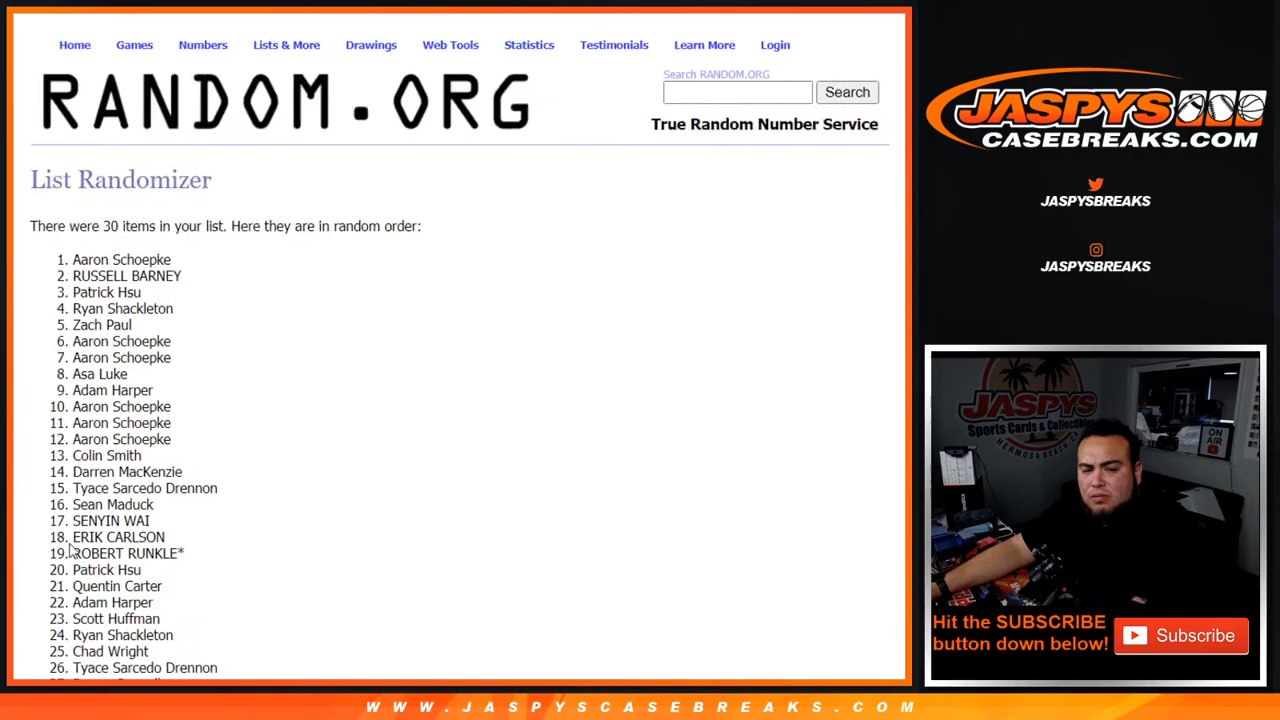 Home Games Numbers Lists & More Drawings Web Tools Statistics Testimonials Learn More Login
RANDOM.ORG
Search RANDOM.ORG
Search
True Random Number Service
List Randomizer
There were 30 items in your list. Here they are in random order:
1. Aaron Schoepke
2. RUSSELL BARNEY
3. Patrick Hsu
4. Ryan Shackleton
5. Zach Paul
6. Aaron Schoepke
7. Aaron Schoepke
8. Asa Luke
9. Adam Harper
10. Aaron Schoepke
11. Aaron Schoepke
12. Aaron Schoepke
13. Colin Smith
14. Darren MacKenzie
15. Tyace Sarcedo Drennon
16. Sean Maduck
17. SENYIN WAI
18. ERIK CARLSON
19. ROBERT RUNKLE*
20. Patrick Hsu
21. Quentin Carter
22. Adam Harper
23. Scott Huffman
24. Ryan Shackleton
25. Chad Wright
26. Tyace Sarcedo Drennon
JASPYS
CASEBREAKS.COM
JASPYSBREAKS
JASPYSBREAKS
JASPYS
Sports Cards & Collectibles
HERMOSA BEACH
ON AIR
Hit the SUBSCRIBE
button down below!
Subscribe
WWW.JASPYSCASEBREAKS.COM